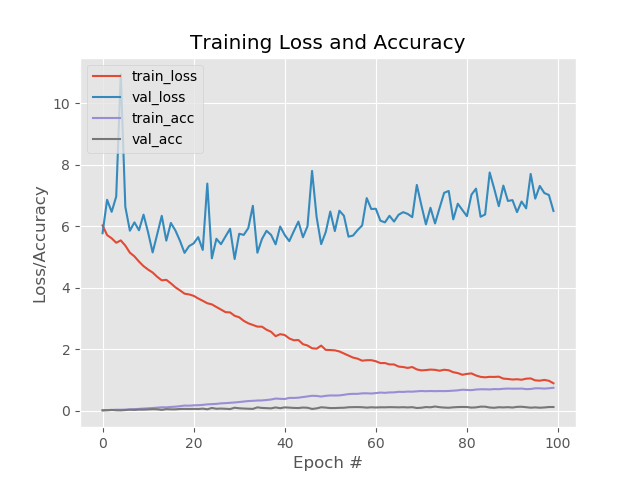 Training Loss and Accuracy
train_loss
val_loss
train_acc
val_acc
Loss/Accuracy
10
8
6
4
2
0
0 20 40 60 80 100
Epoch #